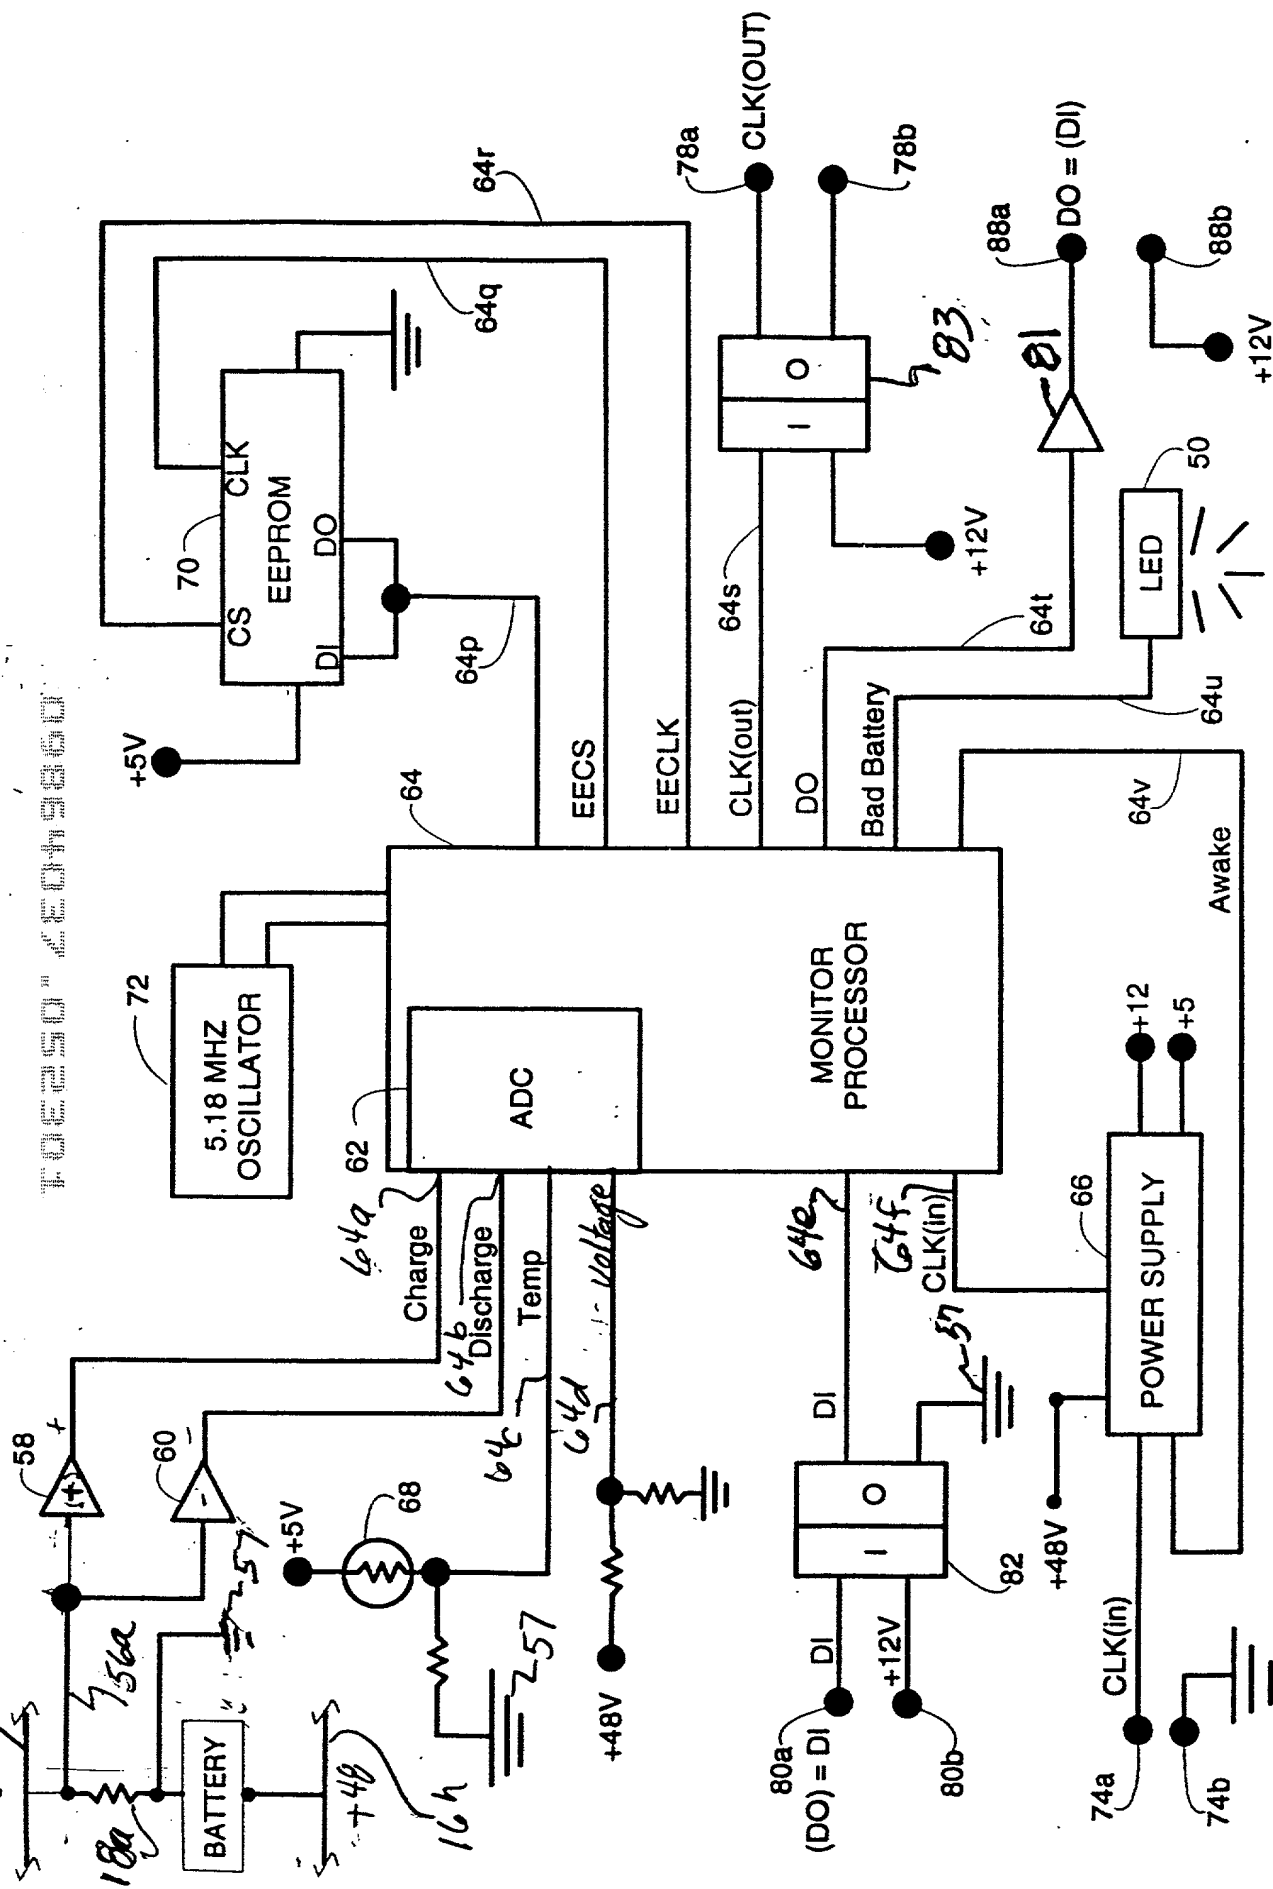 +48
16h
BATTERY
18a
56a
57
58
(+)
+
60
-
-
+5V
68
57
+48V
64a
Charge
64b
Discharge
64c
Temp
64d
Voltage
72
5.18 MHZ
OSCILLATOR
62
ADC
64
MONITOR
PROCESSOR
+5V
70
EEPROM
CS
CLK
DI
DO
64p
64q
64r
EECS
EECLK
CLK(out)
64s
I
O
83
+12V
78a
CLK(OUT)
78b
DO
64t
81
88a
DO = (DI)
88b
+12V
Bad Battery
64u
LED
50
64v
Awake
80a
(DO) = DI
DI
+12V
80b
I
O
82
DI
64e
57
64f
CLK(in)
66
POWER SUPPLY
+12
+5
+48V
CLK(in)
74a
74b